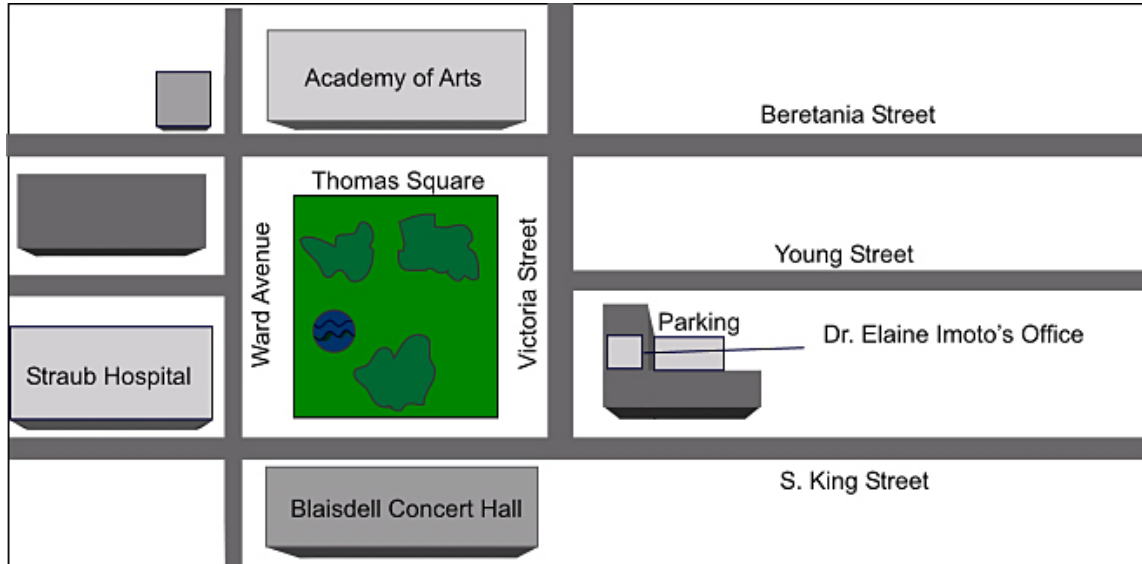 Academy of Arts
Beretania Street
Thomas Square
Ward Avenue
Victoria Street
Young Street
Parking
Dr. Elaine Imoto's Office
Straub Hospital
S. King Street
Blaisdell Concert Hall